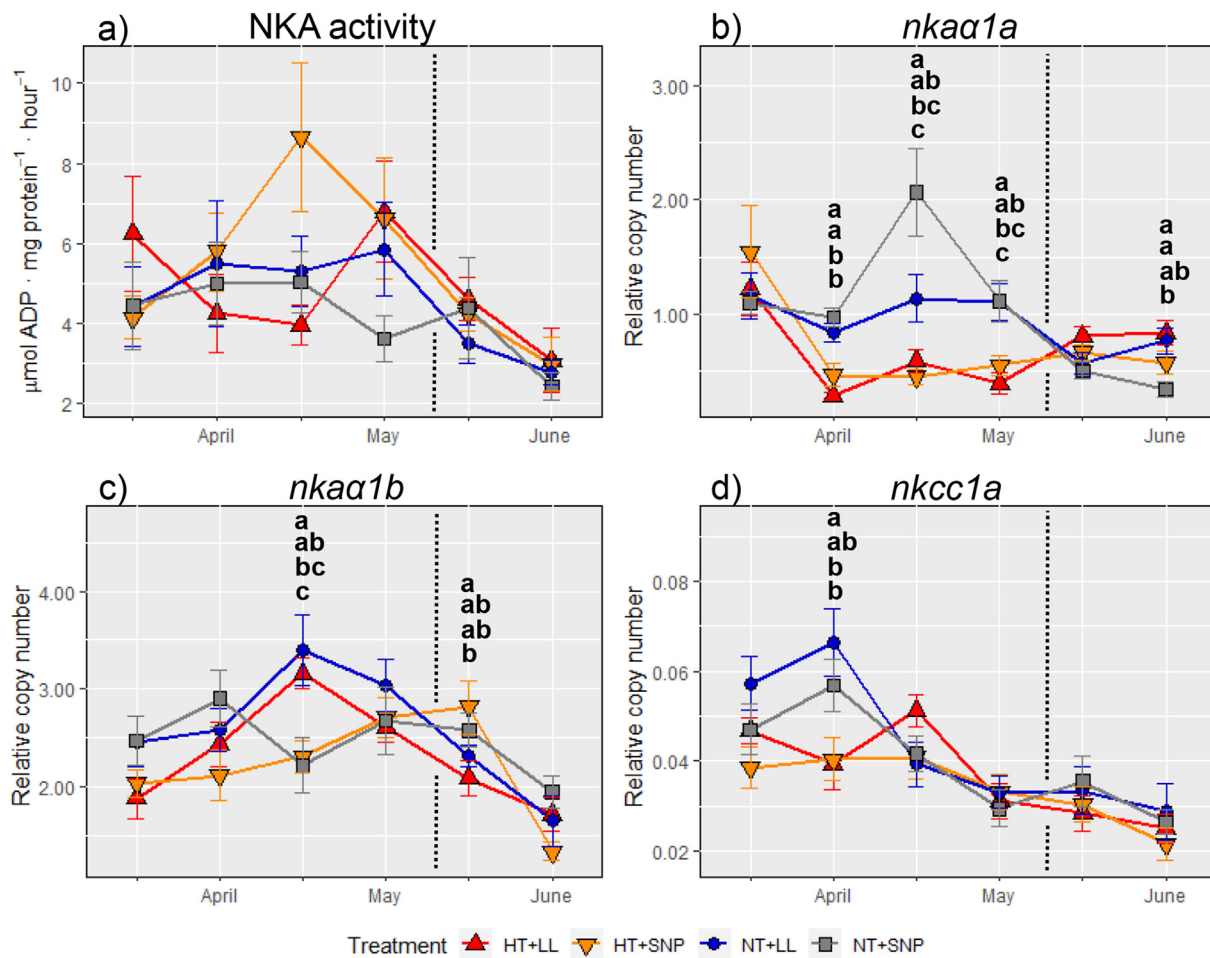 a) NKA activity
µmol ADP · mg protein⁻¹ · hour⁻¹
10
8
6
4
2
April May June
b) nkaα1a
Relative copy number
3.00
2.00
1.00
a
a
b
b
a
ab
bc
c
a
ab
bc
c
a
a
ab
b
April May June
c) nkaα1b
Relative copy number
4.00
3.00
2.00
a
ab
bc
c
a
ab
ab
b
April May June
d) nkcc1a
Relative copy number
0.08
0.06
0.04
0.02
a
ab
b
b
April May June
Treatment HT+LL HT+SNP NT+LL NT+SNP